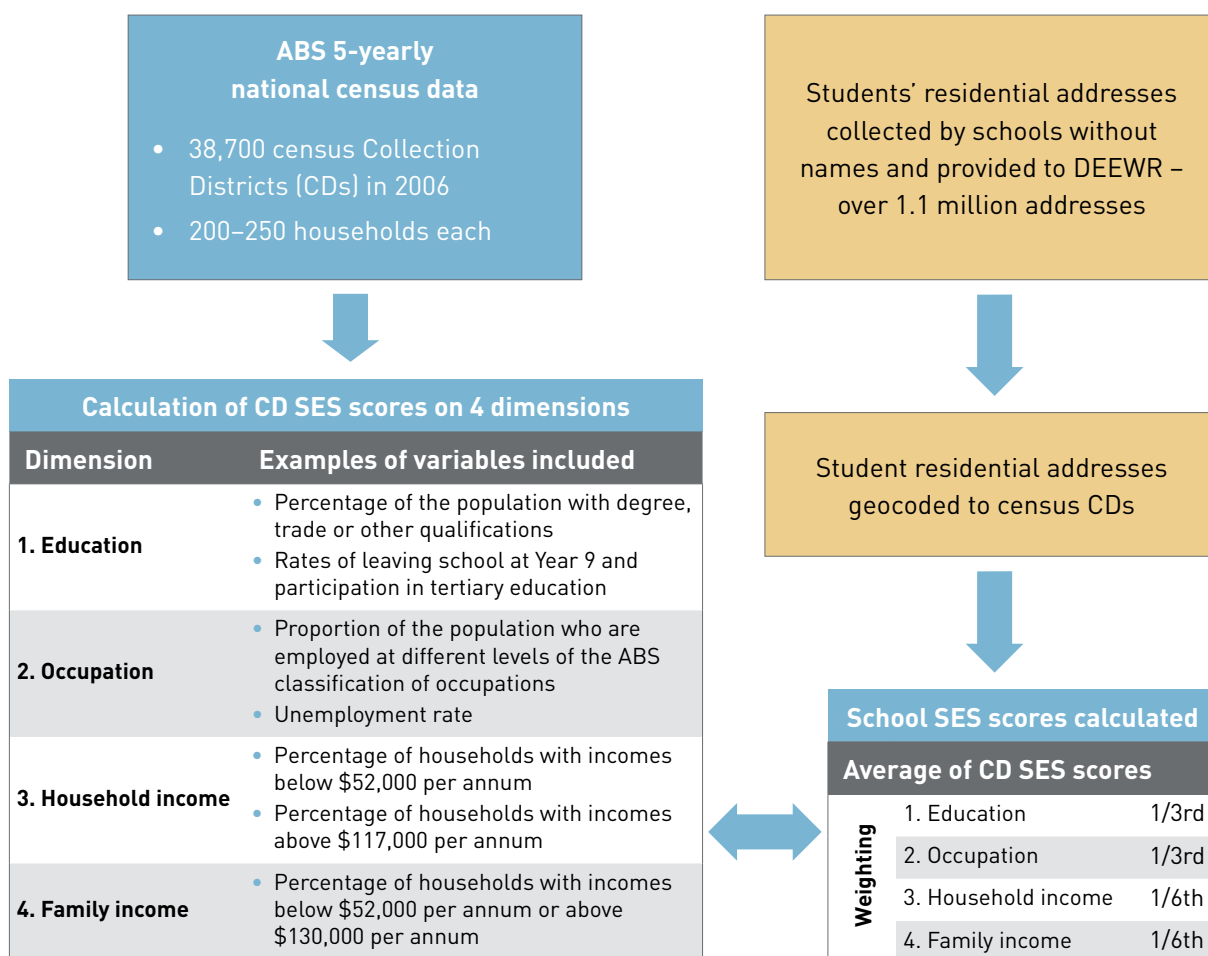 ABS 5-yearly
national census data
• 38,700 census Collection
Districts (CDs) in 2006
• 200–250 households each
Students’ residential addresses
collected by schools without
names and provided to DEEWR –
over 1.1 million addresses
Calculation of CD SES scores on 4 dimensions
Dimension Examples of variables included
1. Education
• Percentage of the population with degree,
trade or other qualifications
• Rates of leaving school at Year 9 and
participation in tertiary education
2. Occupation
• Proportion of the population who are
employed at different levels of the ABS
classification of occupations
• Unemployment rate
3. Household income
• Percentage of households with incomes
below $52,000 per annum
• Percentage of households with incomes
above $117,000 per annum
4. Family income
• Percentage of households with incomes
below $52,000 per annum or above
$130,000 per annum
Student residential addresses
geocoded to census CDs
School SES scores calculated
Average of CD SES scores
Weighting
1. Education 1/3rd
2. Occupation 1/3rd
3. Household income 1/6th
4. Family income 1/6th